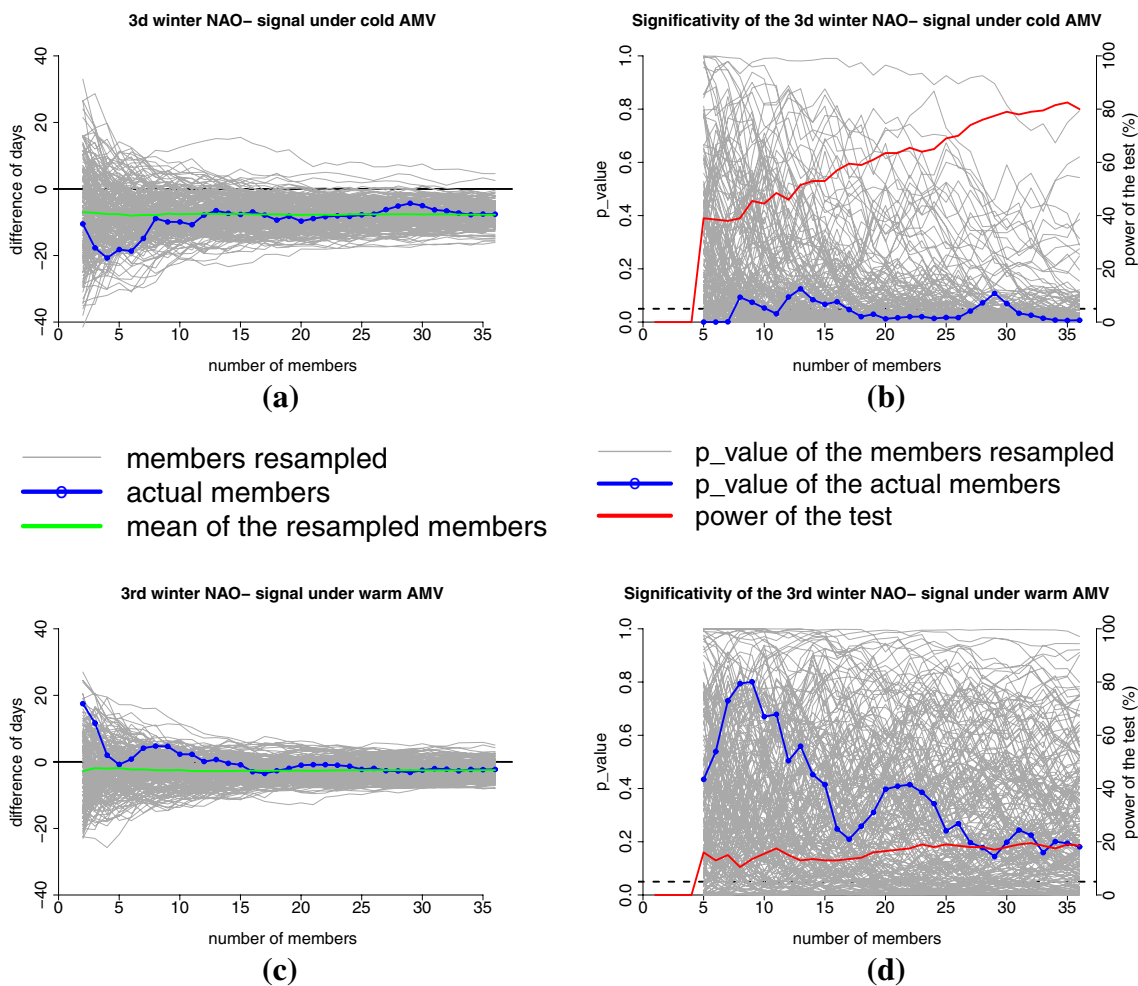 3d winter NAO− signal under cold AMV
difference of days
40
20
0
−20
−40
0 5 10 15 20 25 30 35
number of members
(a)
Significativity of the 3d winter NAO− signal under cold AMV
p_value
1.0
0.8
0.6
0.4
0.2
0.0
power of the test (%)
100
80
60
40
20
0
0 5 10 15 20 25 30 35
number of members
(b)
members resampled
actual members
mean of the resampled members
p_value of the members resampled
p_value of the actual members
power of the test
3rd winter NAO− signal under warm AMV
difference of days
40
20
0
−20
−40
0 5 10 15 20 25 30 35
number of members
(c)
Significativity of the 3rd winter NAO− signal under warm AMV
p_value
1.0
0.8
0.6
0.4
0.2
0.0
power of the test (%)
100
80
60
40
20
0
0 5 10 15 20 25 30 35
number of members
(d)